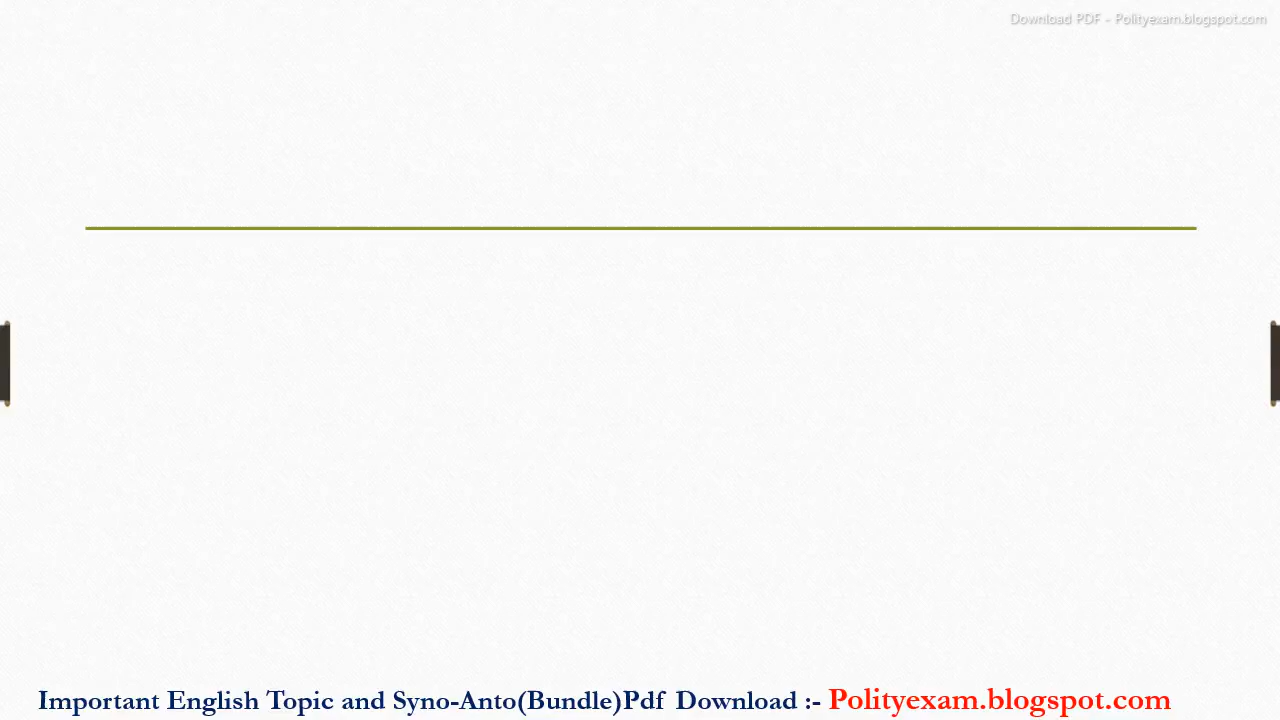 Download PDF - Polityexam.blogspot.com
Important English Topic and Syno-Anto(Bundle)Pdf Download :- Polityexam.blogspot.com